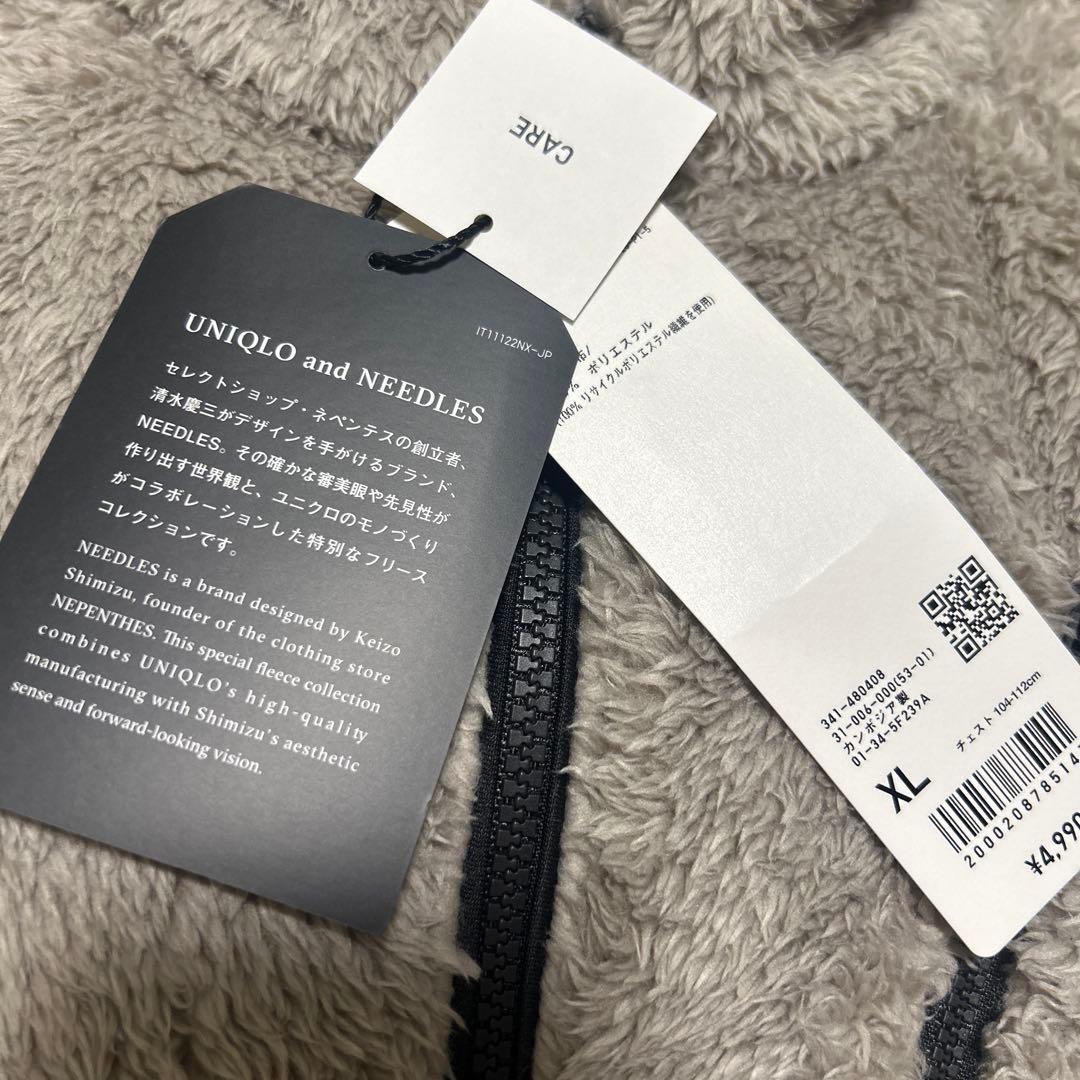 CARE
UNIQLO and NEEDLES
IT11122NX-JP
セレクトショップ・ネペンテスの創立者、
清水慶三がデザインを手がけるブランド、
NEEDLES。その確かな審美眼や先見性が
作り出す世界観と、ユニクロのモノづくり
がコラボレーションした特別なフリース
コレクションです。
NEEDLES is a brand designed by Keizo
Shimizu, founder of the clothing store
NEPENTHES. This special fleece collection
combines UNIQLO's high-quality
manufacturing with Shimizu's aesthetic
sense and forward-looking vision.
% ポリエステル
(100% リサイクルポリエステル繊維を使用)
341-480408
31-006-000(53-01)
カンボジア製
01-34-5F239A
XL
チェスト 104-112cm
200020878514
¥4,990